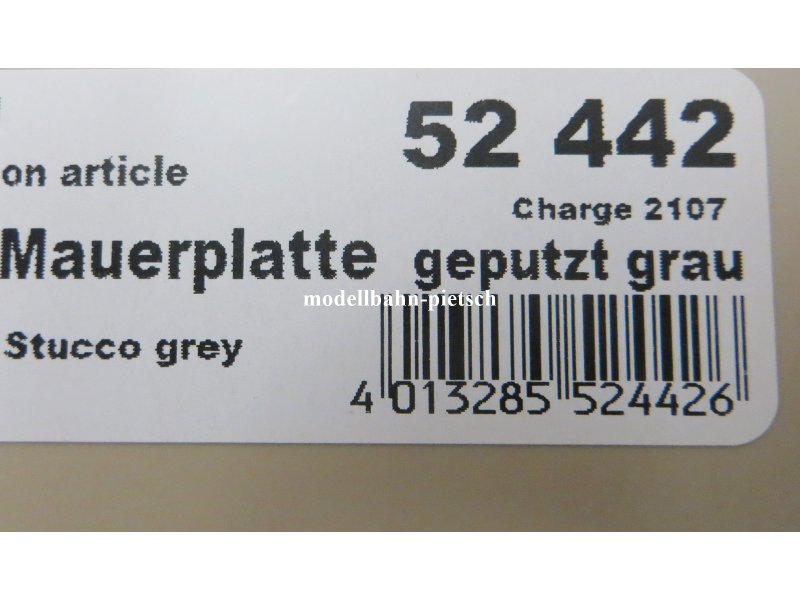 52 442
on article
Charge 2107
Mauerplatte geputzt grau
modellbahn-pietsch
Stucco grey
4 013285 524426